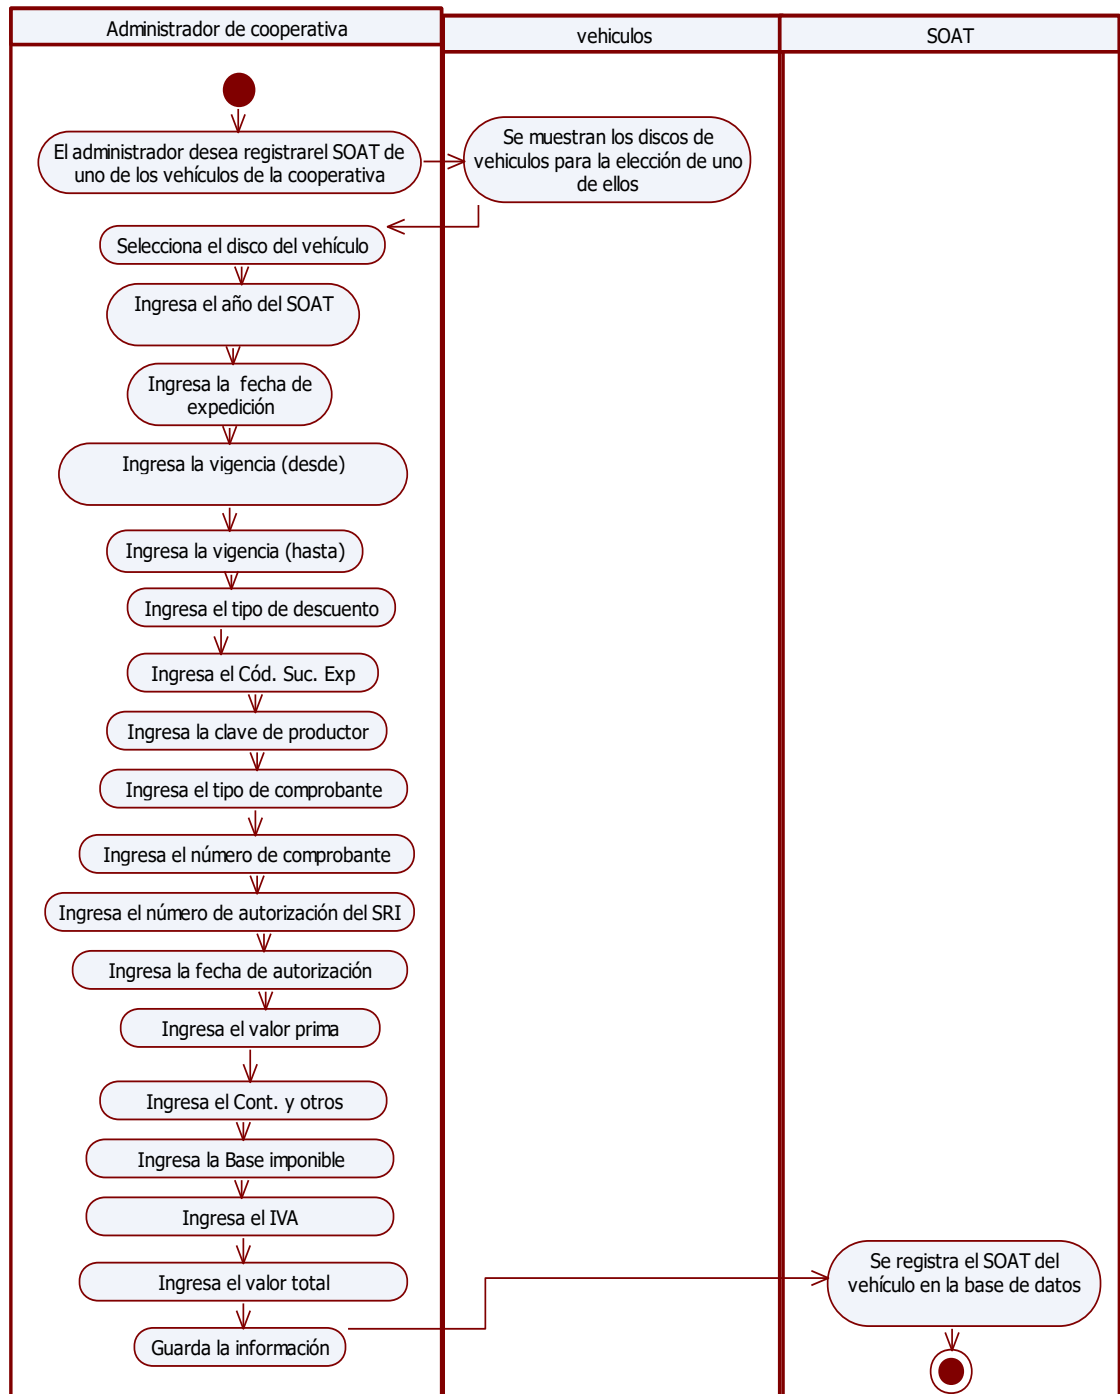 Administrador de cooperativa
vehiculos
SOAT
El administrador desea registrarel SOAT de
uno de los vehículos de la cooperativa
Se muestran los discos de
vehiculos para la elección de uno
de ellos
Selecciona el disco del vehículo
Ingresa el año del SOAT
Ingresa la fecha de
expedición
Ingresa la vigencia (desde)
Ingresa la vigencia (hasta)
Ingresa el tipo de descuento
Ingresa el Cód. Suc. Exp
Ingresa la clave de productor
Ingresa el tipo de comprobante
Ingresa el número de comprobante
Ingresa el número de autorización del SRI
Ingresa la fecha de autorización
Ingresa el valor prima
Ingresa el Cont. y otros
Ingresa la Base imponible
Ingresa el IVA
Ingresa el valor total
Guarda la información
Se registra el SOAT del
vehículo en la base de datos